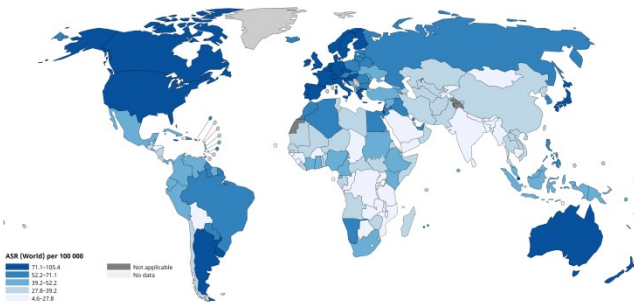 ASR (World) per 100 000
71.1–105.4
52.2–71.1
39.2–52.2
27.8–39.2
4.6–27.8
Not applicable
No data